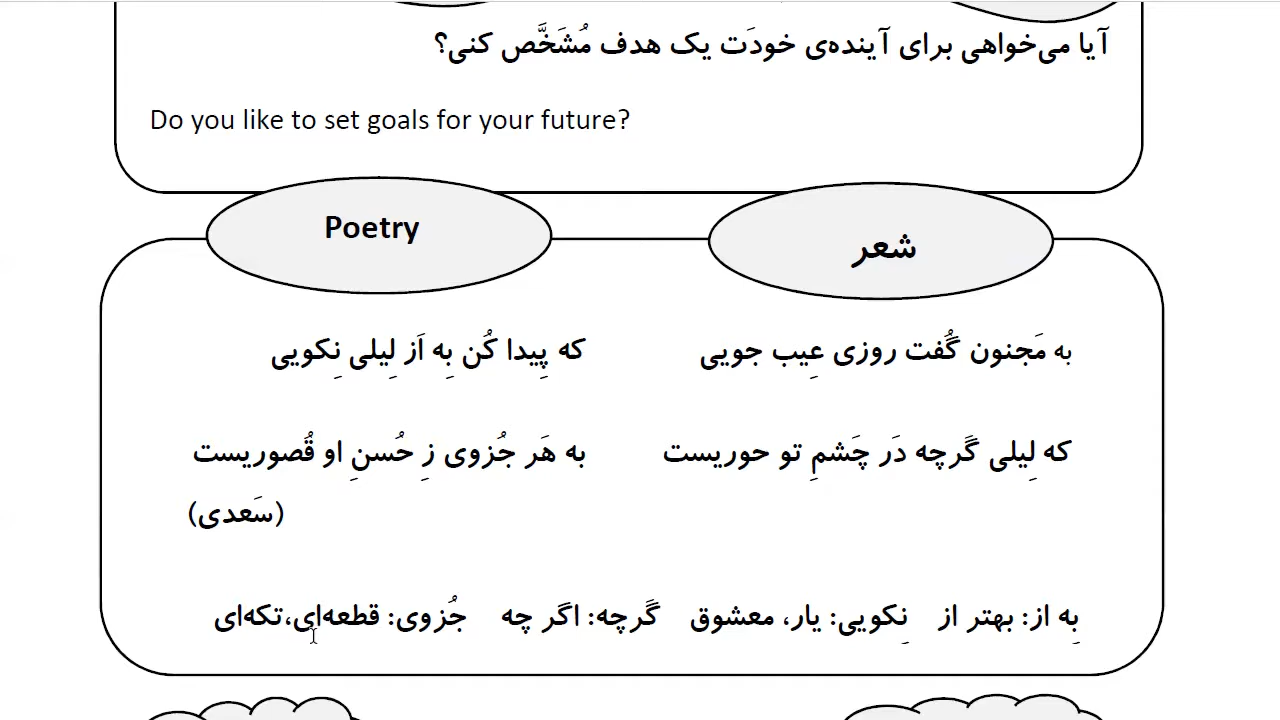 آیا می‌خواهی برای آینده‌ی خودَت یک هدف مُشَخَّص کنی؟
Do you like to set goals for your future?
Poetry
شعر
به مَجنون گُفت روزی عِیب جویی که پِیدا کُن بِه اَز لِیلی نِکویی
که لِیلی گَرچه دَر چَشمِ تو حوریست به هَر جُزوی زِ حُسنِ او قُصوریست
(سَعدی)
بِه از: بهتر از نِکویی: یار، معشوق گَرچه: اگر چه جُزوی: قطعه‌ای،تکه‌ای